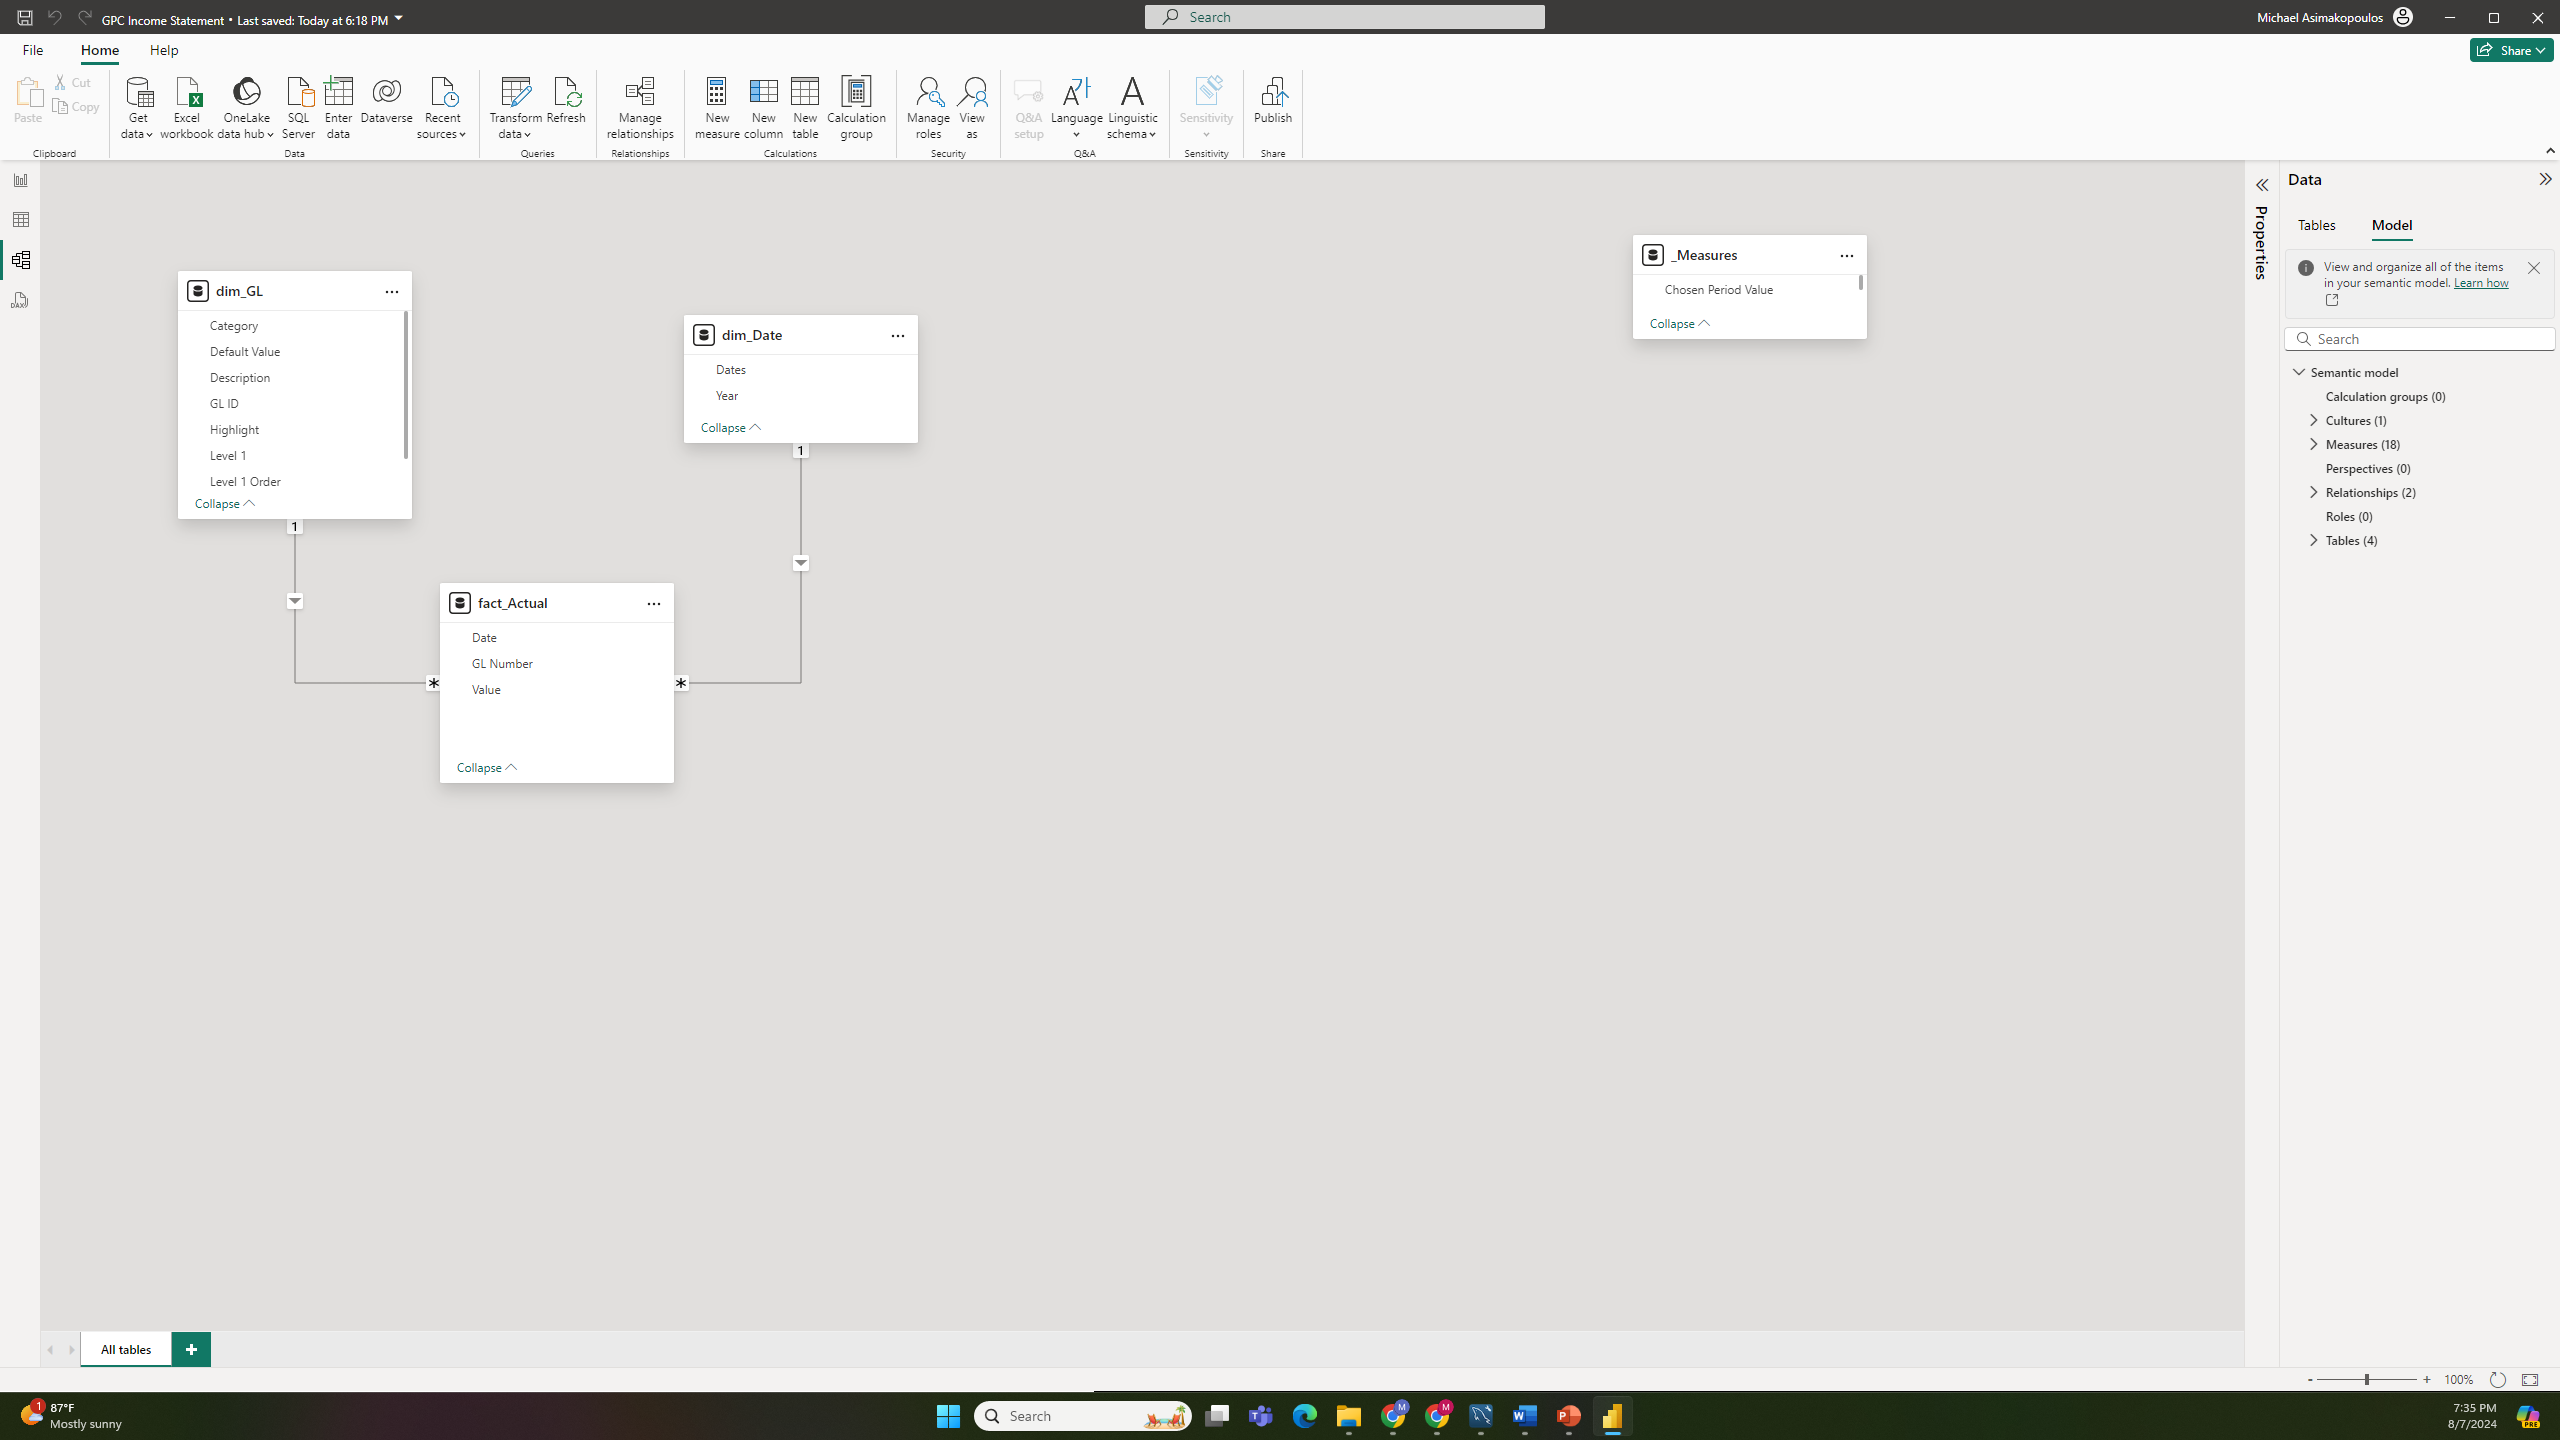 GPC Income Statement • Last saved: Today at 6:18 PM
Search
Michael Asimakopoulos
File Home Help
Share
Paste
Cut
Copy
Clipboard
Get data
Excel workbook
OneLake data hub
SQL Server
Enter data
Dataverse
Recent sources
Data
Transform data
Refresh
Queries
Manage relationships
Relationships
New measure
New column
New table
Calculation group
Calculations
Manage roles
View as
Security
Q&A setup
Language
Linguistic schema
Q&A
Sensitivity
Sensitivity
Publish
Share
DAX
dim_GL
Category
Default Value
Description
GL ID
Highlight
Level 1
Level 1 Order
Collapse
1
dim_Date
Dates
Year
Collapse
1
fact_Actual
Date
GL Number
Value
Collapse
*
*
_Measures
Chosen Period Value
Collapse
Properties
Data
Tables Model
View and organize all of the items
in your semantic model. Learn how
Search
Semantic model
Calculation groups (0)
Cultures (1)
Measures (18)
Perspectives (0)
Relationships (2)
Roles (0)
Tables (4)
All tables
+
- + 100%
1
87°F
Mostly sunny
Search
M
M
W
P
7:35 PM
8/7/2024
PRE